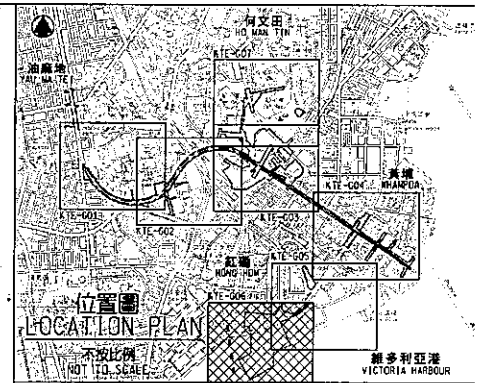 何文田
HO MAN TIN
KTE-G07
油麻地
YAU MA TEI
KTE-G01
KTE-G02
KTE-G03
KTE-G04
黃埔
WHAMPOA
紅磡
HUNG HOM
KTE-G05
KTE-G06
位置圖
LOCATION PLAN
不按比例
NOT TO SCALE
維多利亞港
VICTORIA HARBOUR